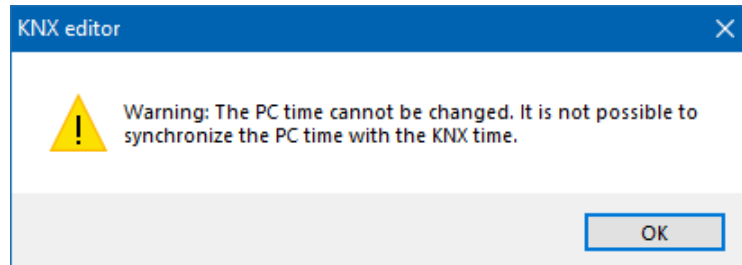 KNX editor
Warning: The PC time cannot be changed. It is not possible to
synchronize the PC time with the KNX time.
OK